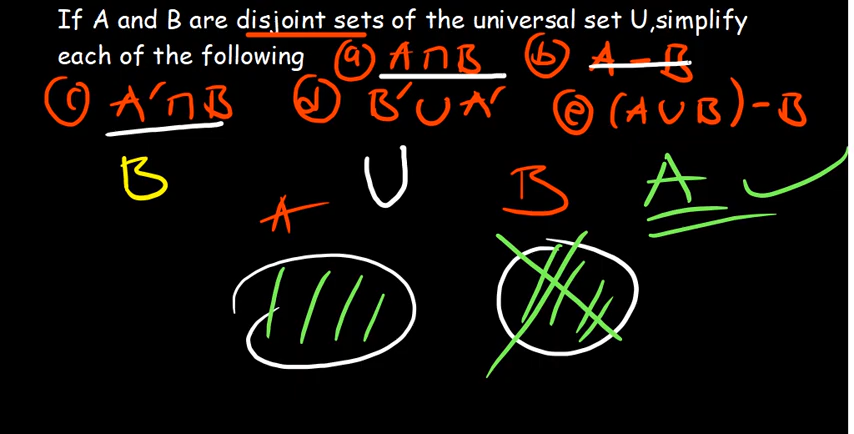 If A and B are disjoint sets of the universal set U,simplify
each of the following (a) A∩B (b) A - B
(c) A'∩B (d) B'∪A' (e) (A∪B)-B
B U A B A